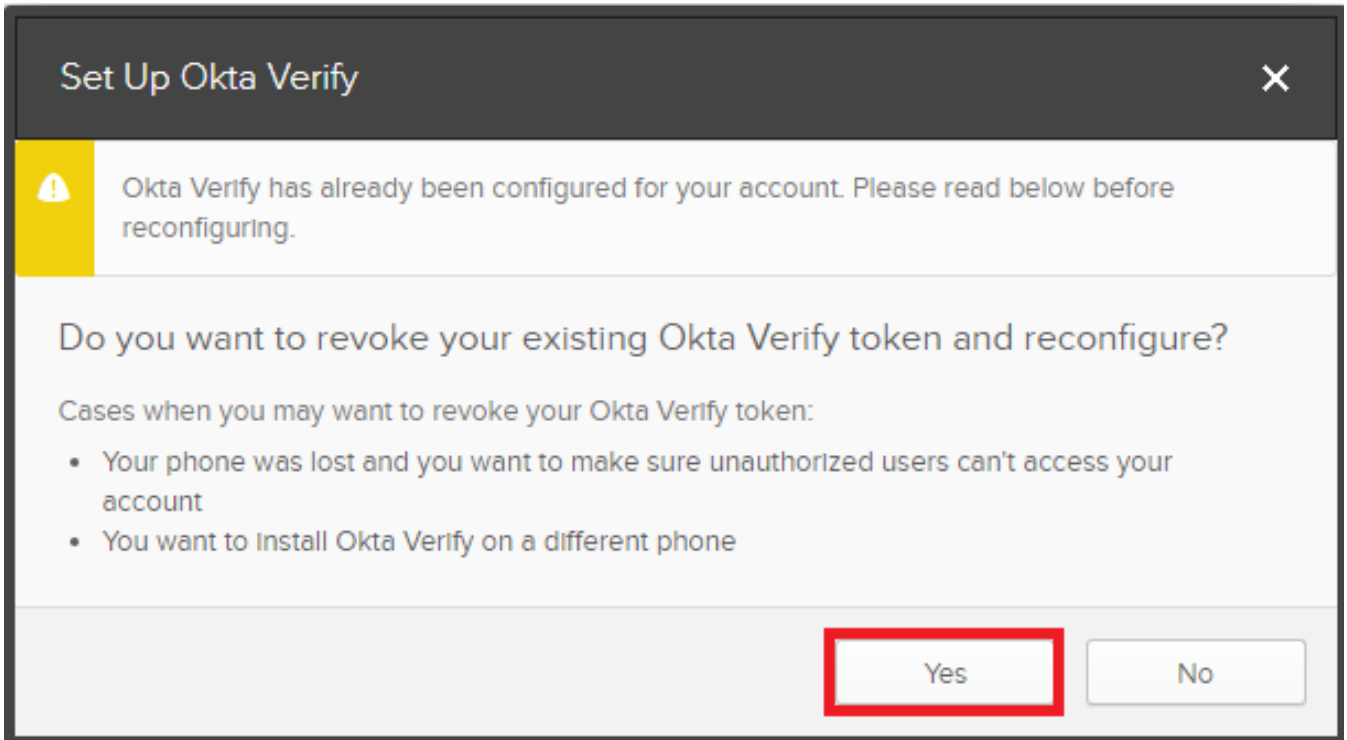 Set Up Okta Verify
Okta Verify has already been configured for your account. Please read below before
reconfiguring.
Do you want to revoke your existing Okta Verify token and reconfigure?
Cases when you may want to revoke your Okta Verify token:
• Your phone was lost and you want to make sure unauthorized users can't access your
account
• You want to install Okta Verify on a different phone
Yes No